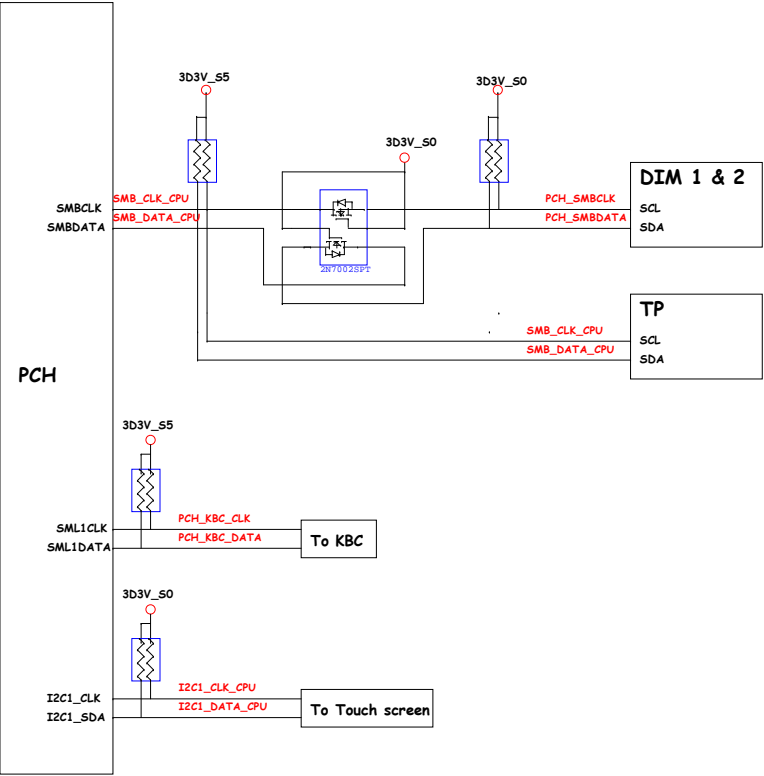 3D3V_S5
3D3V_S0
3D3V_S0
DIM 1 & 2
SMBCLK
SMB_CLK_CPU
PCH_SMBCLK
SCL
SMBDATA
SMB_DATA_CPU
PCH_SMBDATA
SDA
2N7002SPT
TP
SMB_CLK_CPU
SCL
SMB_DATA_CPU
SDA
PCH
3D3V_S5
SML1CLK
PCH_KBC_CLK
SML1DATA
PCH_KBC_DATA
To KBC
3D3V_S0
I2C1_CLK
I2C1_CLK_CPU
I2C1_SDA
I2C1_DATA_CPU
To Touch screen